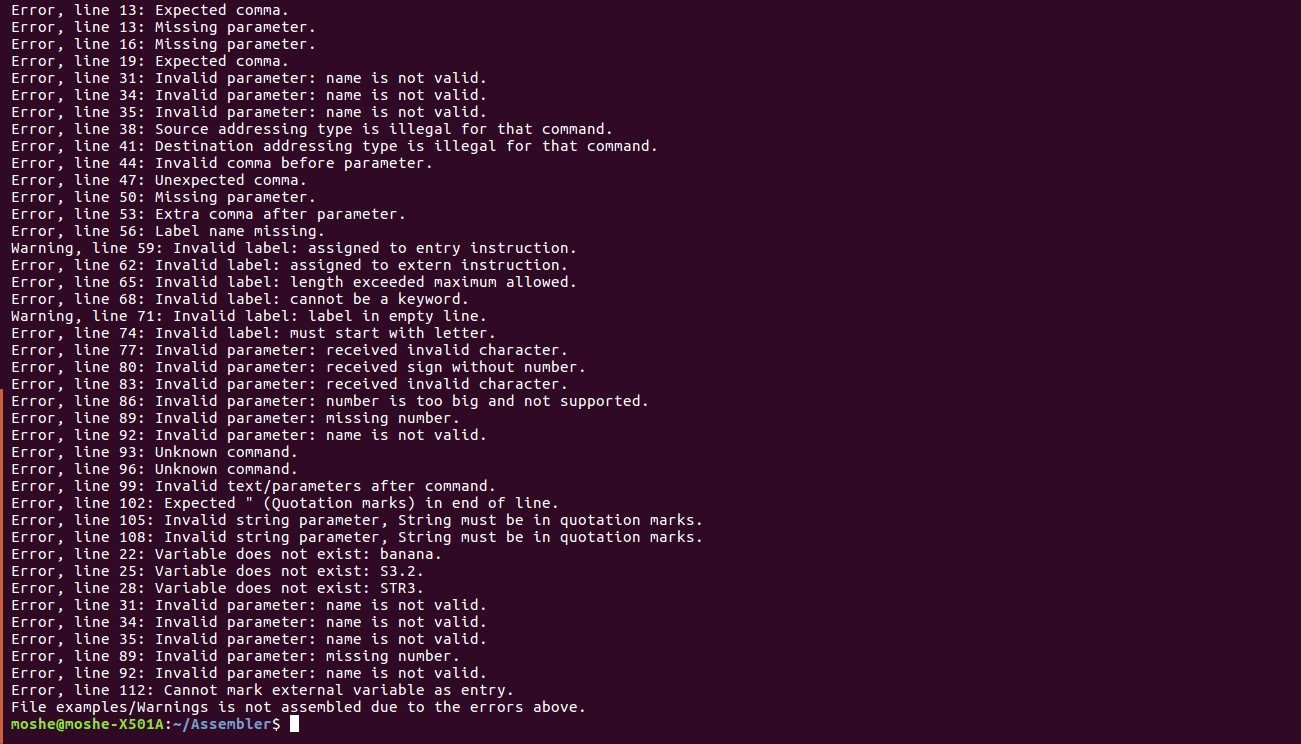 Error, line 13: Expected comma.
Error, line 13: Missing parameter.
Error, line 16: Missing parameter.
Error, line 19: Expected comma.
Error, line 31: Invalid parameter: name is not valid.
Error, line 34: Invalid parameter: name is not valid.
Error, line 35: Invalid parameter: name is not valid.
Error, line 38: Source addressing type is illegal for that command.
Error, line 41: Destination addressing type is illegal for that command.
Error, line 44: Invalid comma before parameter.
Error, line 47: Unexpected comma.
Error, line 50: Missing parameter.
Error, line 53: Extra comma after parameter.
Error, line 56: Label name missing.
Warning, line 59: Invalid label: assigned to entry instruction.
Error, line 62: Invalid label: assigned to extern instruction.
Error, line 65: Invalid label: length exceeded maximum allowed.
Error, line 68: Invalid label: cannot be a keyword.
Warning, line 71: Invalid label: label in empty line.
Error, line 74: Invalid label: must start with letter.
Error, line 77: Invalid parameter: received invalid character.
Error, line 80: Invalid parameter: received sign without number.
Error, line 83: Invalid parameter: received invalid character.
Error, line 86: Invalid parameter: number is too big and not supported.
Error, line 89: Invalid parameter: missing number.
Error, line 92: Invalid parameter: name is not valid.
Error, line 93: Unknown command.
Error, line 96: Unknown command.
Error, line 99: Invalid text/parameters after command.
Error, line 102: Expected " (Quotation marks) in end of line.
Error, line 105: Invalid string parameter, String must be in quotation marks.
Error, line 108: Invalid string parameter, String must be in quotation marks.
Error, line 22: Variable does not exist: banana.
Error, line 25: Variable does not exist: S3.2.
Error, line 28: Variable does not exist: STR3.
Error, line 31: Invalid parameter: name is not valid.
Error, line 34: Invalid parameter: name is not valid.
Error, line 35: Invalid parameter: name is not valid.
Error, line 89: Invalid parameter: missing number.
Error, line 92: Invalid parameter: name is not valid.
Error, line 112: Cannot mark external variable as entry.
File examples/Warnings is not assembled due to the errors above.
moshe@moshe-X501A:~/Assembler$